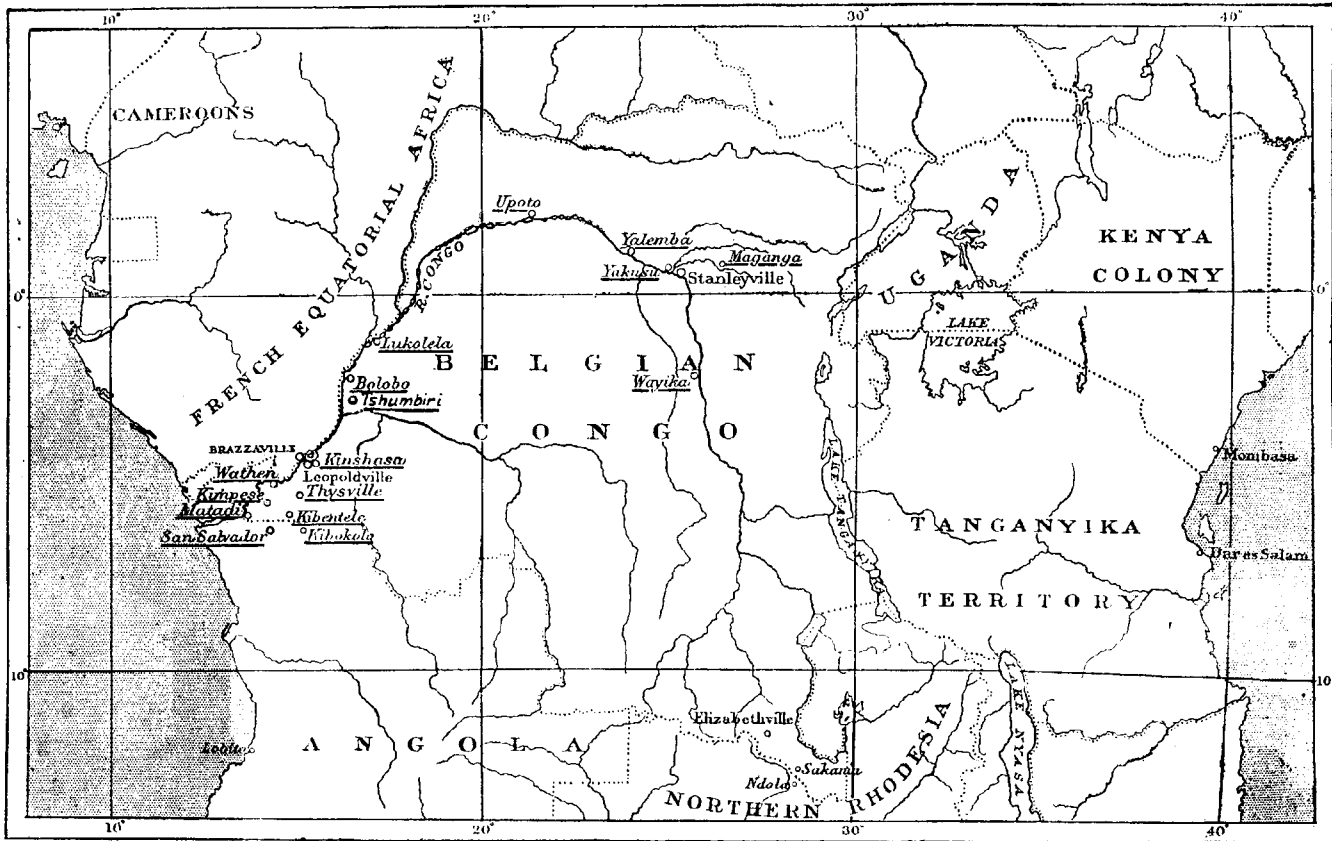 10° 20° 30° 40°
CAMEROONS
FRENCH EQUATORIAL AFRICA
R. CONGO
Upoto
Yalemba
Yakusu
Maganga
Stanleyville
UGANDA
KENYA
COLONY
0° 0°
LAKE
VICTORIA
Lukolela
BELGIAN
Wayika
Bolobo
Tshumbiri
CONGO
BRAZZAVILLE
Kinshasa
Leopoldville
Wathen
Thysville
Kimpese
Matadi
Kibentele
San Salvador
Kibokolo
LAKE TANGAN
Mombasa
TANGANYIKA
Dar es Salam
TERRITORY
10° 10°
LAKE NYASA
Elizabethville
ANGOLA
Lobito
Sakania
Ndola
NORTHERN RHODESIA
10° 20° 30° 40°